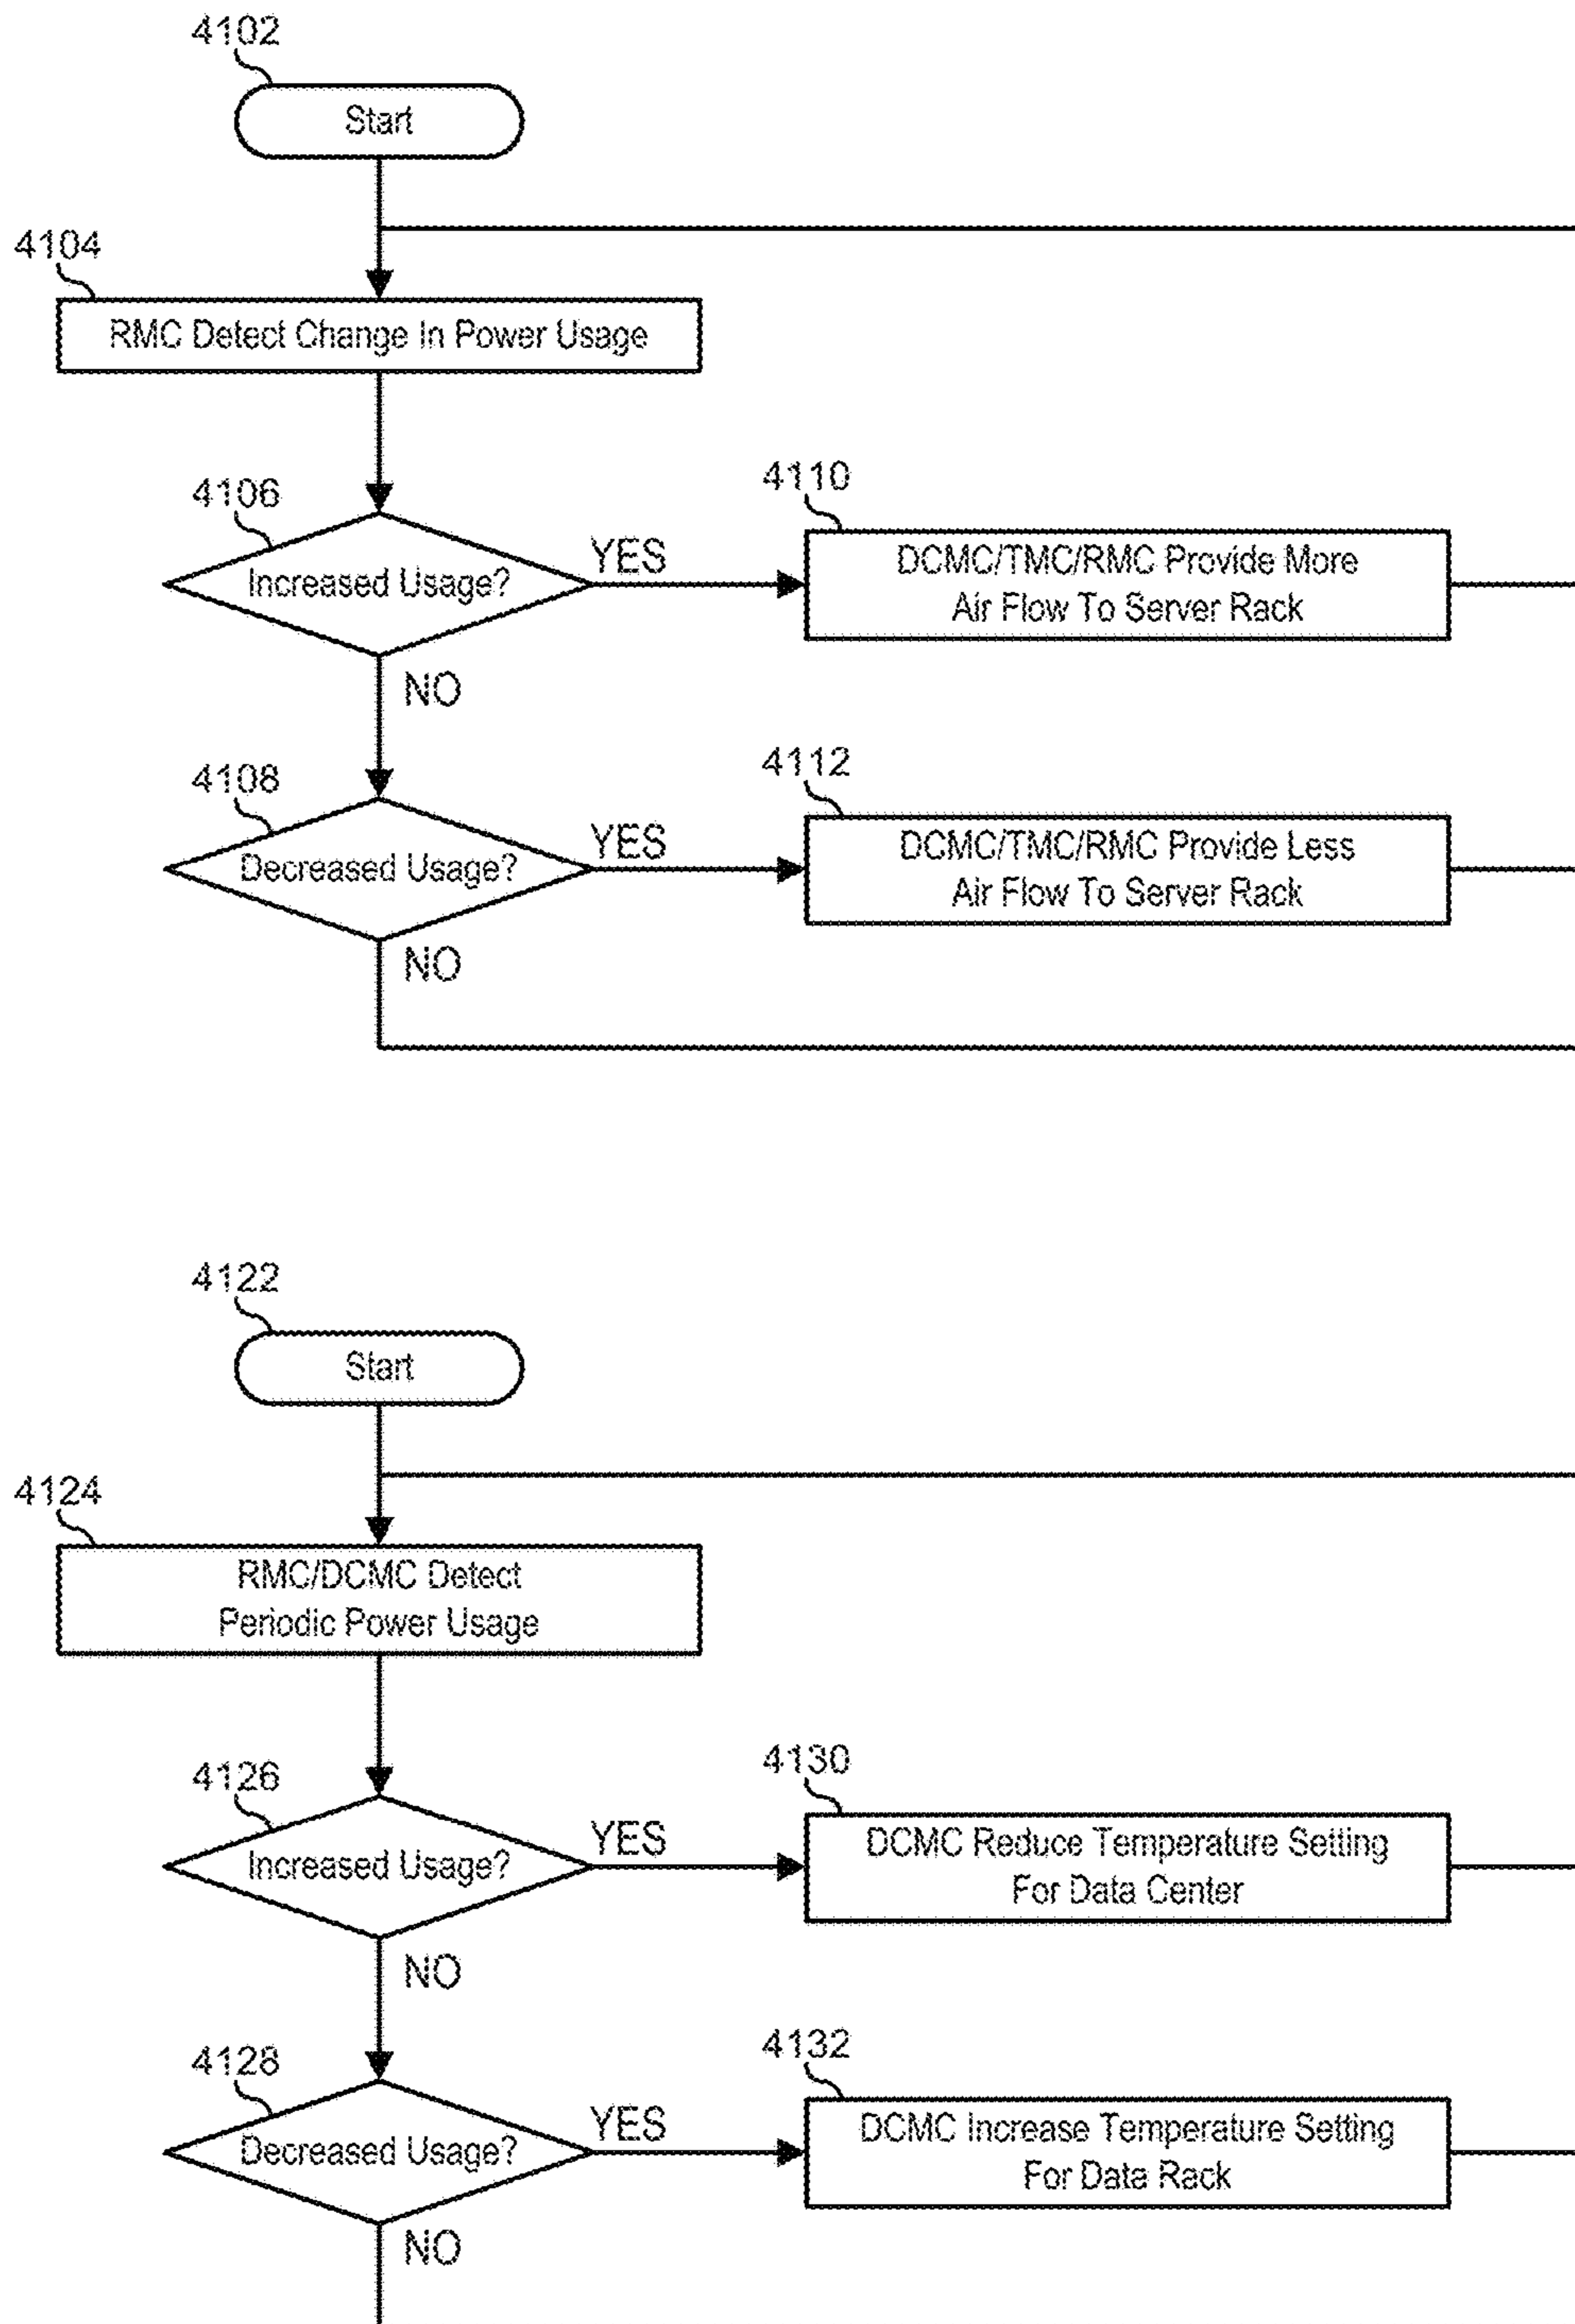 4102
Start
4104
RMC Detect Change In Power Usage
4106
Increased Usage?
YES
4110
DCMC/TMC/RMC Provide More
Air Flow To Server Rack
NO
4108
Decreased Usage?
YES
4112
DCMC/TMC/RMC Provide Less
Air Flow To Server Rack
NO
4122
Start
4124
RMC/DCMC Detect
Periodic Power Usage
4126
Increased Usage?
YES
4130
DCMC Reduce Temperature Setting
For Data Center
NO
4128
Decreased Usage?
YES
4132
DCMC Increase Temperature Setting
For Data Rack
NO